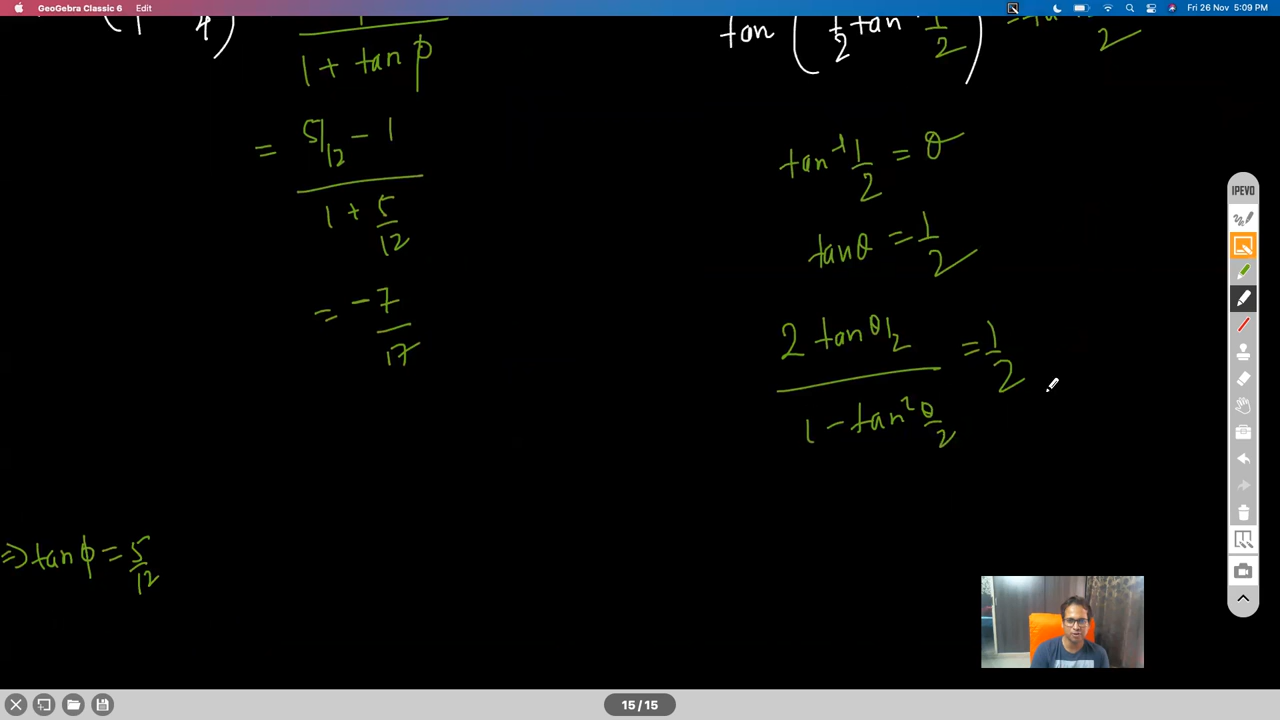 GeoGebra Classic 6 Edit
Fri 26 Nov 5:09 PM
1 + tan φ
= (5/12 - 1)/(1 + 5/12)
= -7/17
⇒ tan φ = 5/12
tan (1/2 tan 1/2)
tan⁻¹ 1/2 = θ
tan θ = 1/2
(2 tan θ/2)/(1 - tan² θ/2) = 1/2
IPEVO
15 / 15